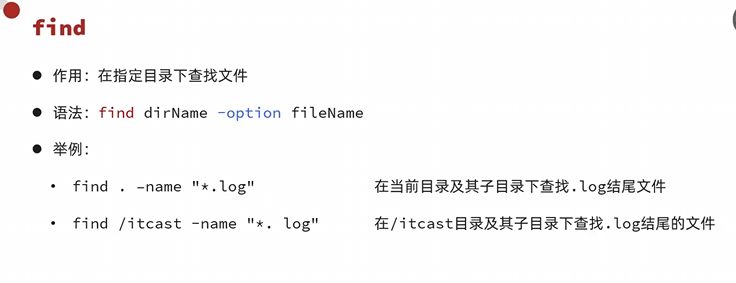 find
● 作用：在指定目录下查找文件
● 语法：find dirName -option fileName
● 举例：
• find . –name "*.log" 在当前目录及其子目录下查找.log结尾文件
• find /itcast -name "*. log" 在/itcast目录及其子目录下查找.log结尾的文件